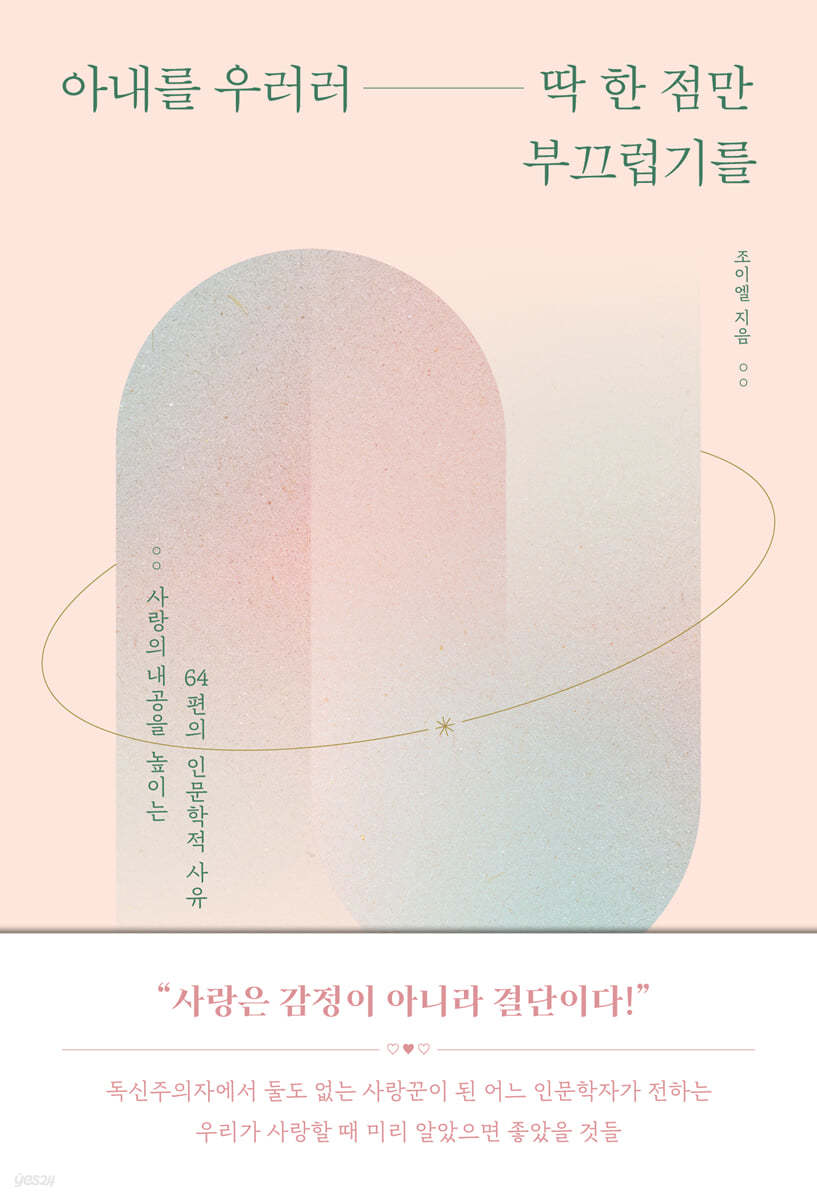 아내를 우러러 딱 한 점만
부끄럽기를
조이엘 지음
사랑의 내공을 높이는
64편의 인문학적 사유
“사랑은 감정이 아니라 결단이다!”
독신주의자에서 둘도 없는 사랑꾼이 된 어느 인문학자가 전하는
우리가 사랑할 때 미리 알았으면 좋았을 것들
yes24